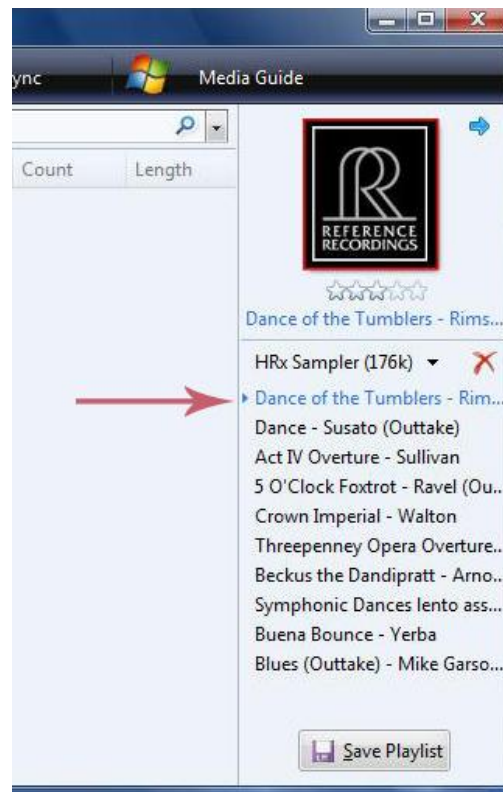 ync
Media Guide
Count Length
REFERENCE
RECORDINGS
Dance of the Tumblers - Rims...
HRx Sampler (176k)
Dance of the Tumblers - Rim...
Dance - Susato (Outtake)
Act IV Overture - Sullivan
5 O'Clock Foxtrot - Ravel (Ou...
Crown Imperial - Walton
Threepenney Opera Overture...
Beckus the Dandipratt - Arno...
Symphonic Dances lento ass...
Buena Bounce - Yerba
Blues (Outtake) - Mike Garso...
Save Playlist